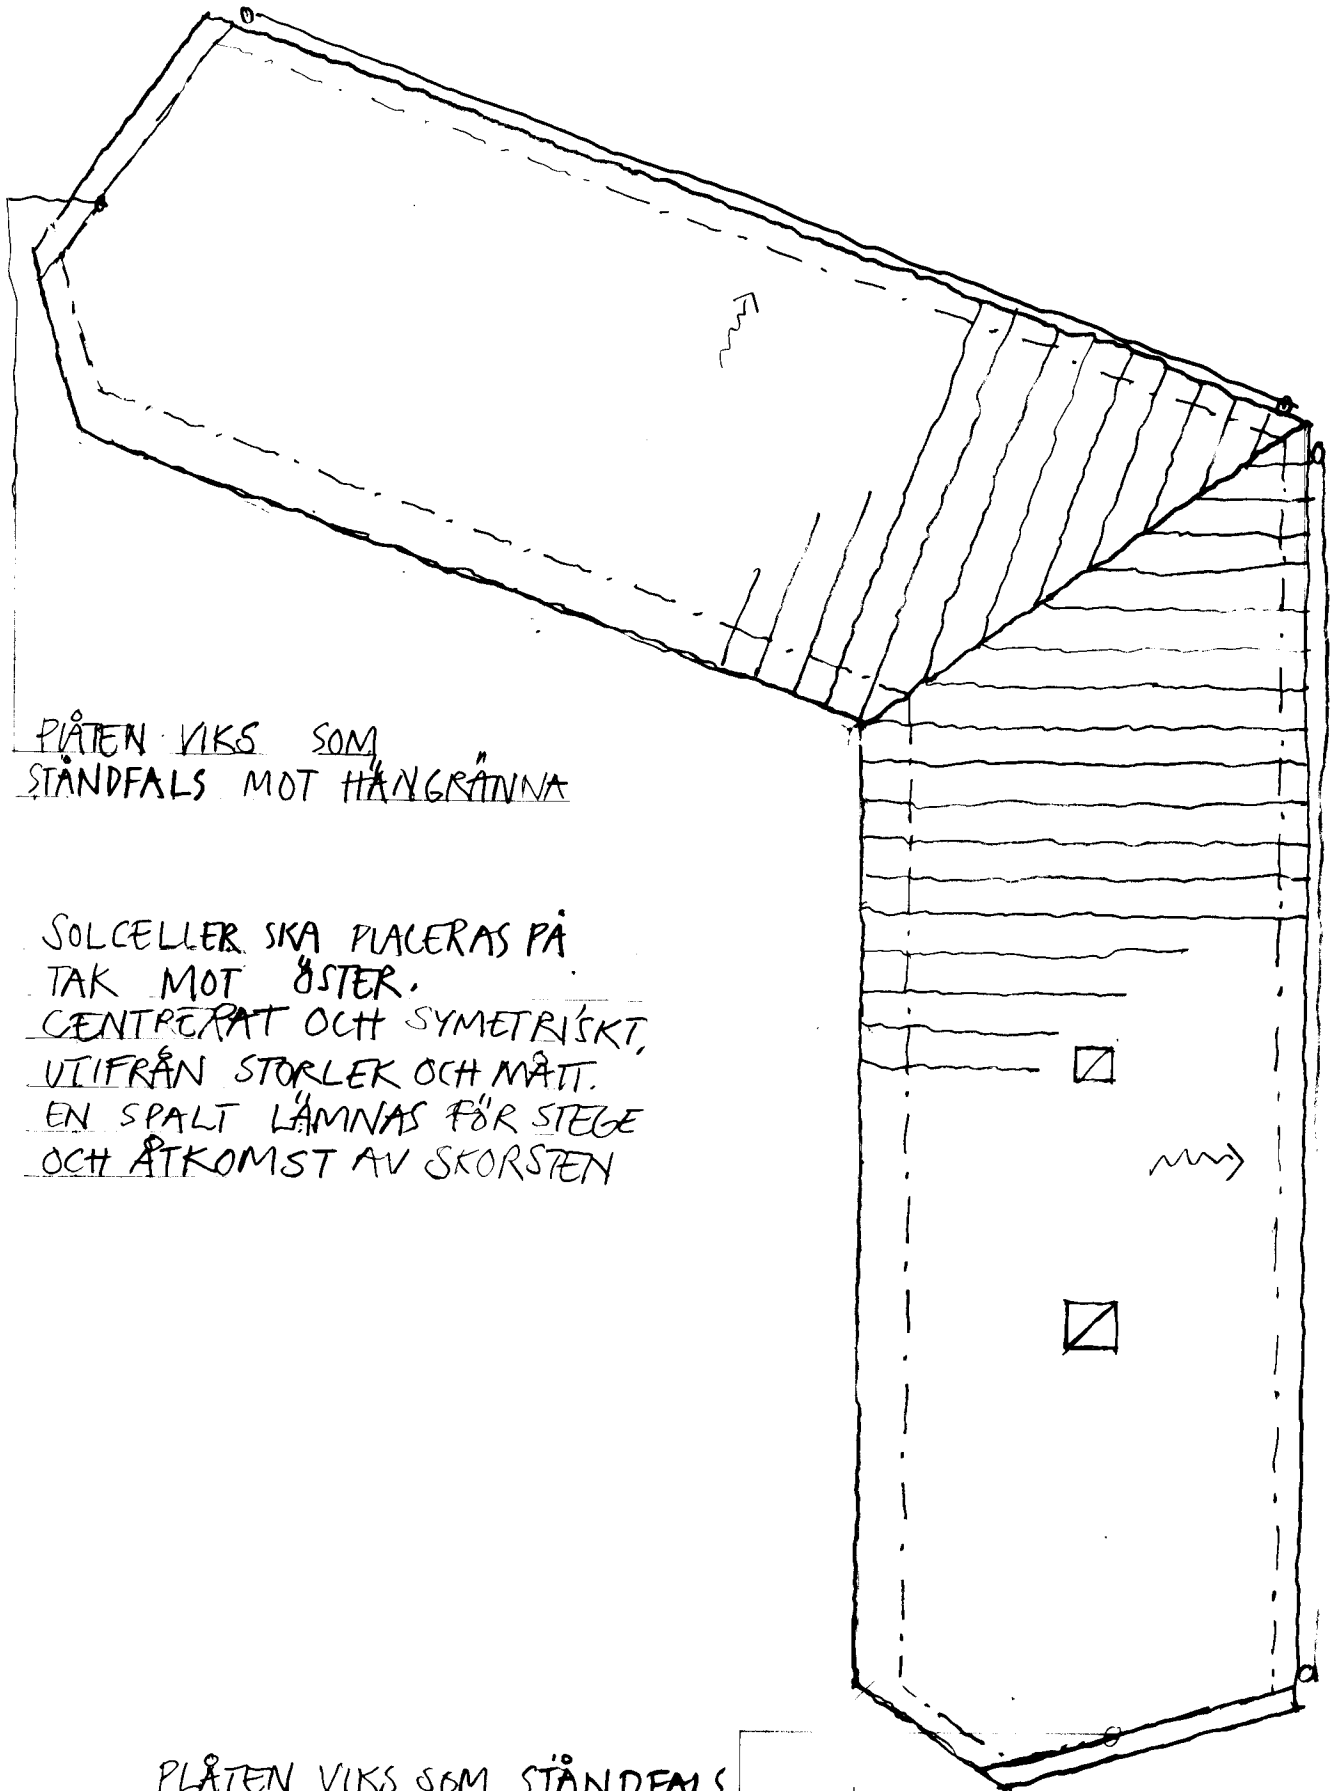 PLÅTEN VIKS SOM
STÅNDFALS MOT HÄNGRÄNNA
SOLCELLER SKA PLACERAS PÅ
TAK MOT ÖSTER.
CENTRERAT OCH SYMETRISKT,
UTIFRÅN STORLEK OCH MÅTT.
EN SPALT LÄMNAS FÖR STEGE
OCH ÅTKOMST AV SKORSTEN
PLÅTEN VIKS SOM STÅNDFALS